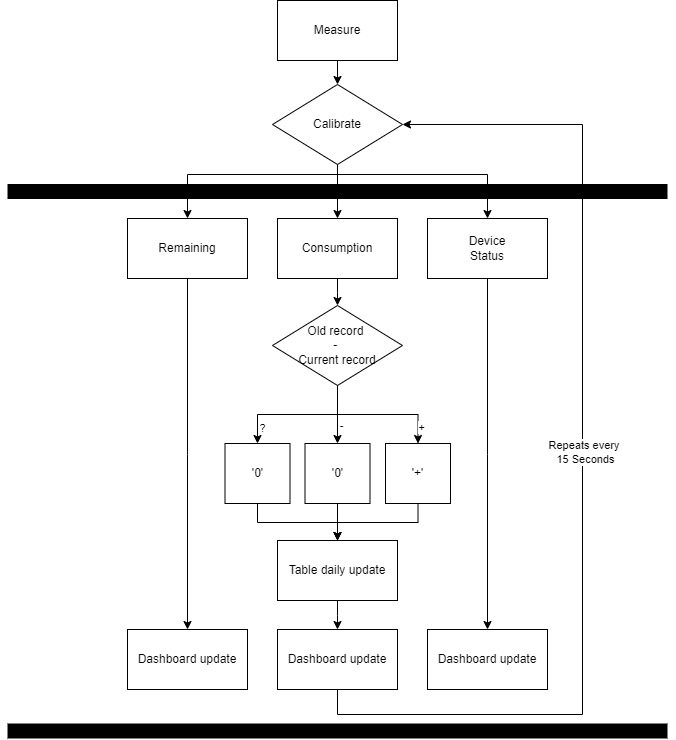 Measure
Calibrate
Remaining
Consumption
Device
Status
Old record
-
Current record
?
-
+
'0'
'0'
'+'
Repeats every
15 Seconds
Table daily update
Dashboard update
Dashboard update
Dashboard update